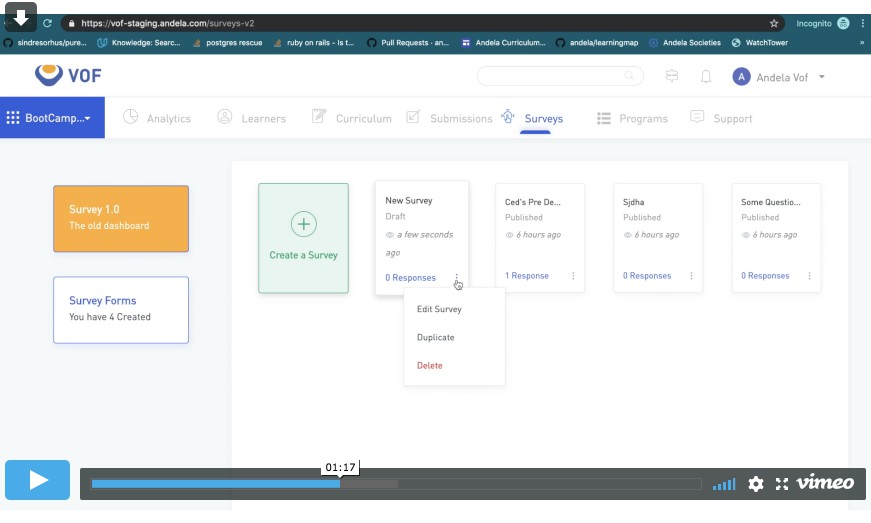 https://vof-staging.andela.com/surveys-v2
Incognito
sindresorhus/pure...
Knowledge: Searc...
postgres rescue
ruby on rails - Is t...
Pull Requests · an...
Andela Curriculum...
andela/learningmap
Andela Societies
WatchTower
»
VOF
A
Andela Vof
BootCamp...
Analytics
Learners
Curriculum
Submissions
Surveys
Programs
Support
Survey 1.0
The old dashboard
Survey Forms
You have 4 Created
Create a Survey
New Survey
Draft
a few seconds
ago
0 Responses
Edit Survey
Duplicate
Delete
Ced's Pre De...
Published
6 hours ago
1 Response
Sjdha
Published
6 hours ago
0 Responses
Some Questio...
Published
6 hours ago
0 Responses
01:17
vimeo